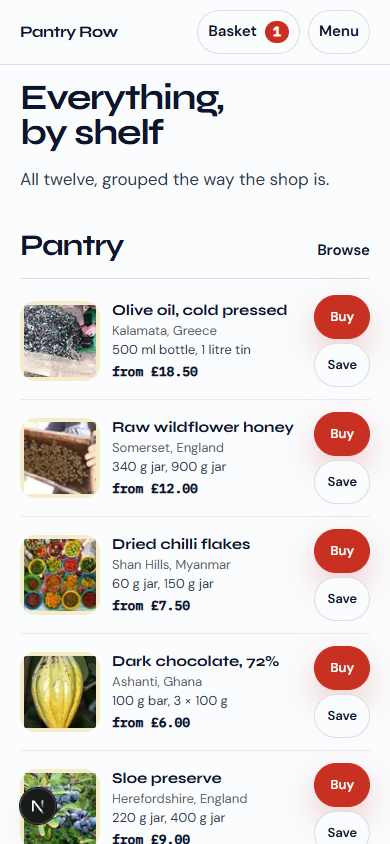 Pantry Row
Basket 1
Menu
Everything,
by shelf
All twelve, grouped the way the shop is.
Pantry
Browse
Olive oil, cold pressed
Kalamata, Greece
500 ml bottle, 1 litre tin
from £18.50
Buy
Save
Raw wildflower honey
Somerset, England
340 g jar, 900 g jar
from £12.00
Buy
Save
Dried chilli flakes
Shan Hills, Myanmar
60 g jar, 150 g jar
from £7.50
Buy
Save
Dark chocolate, 72%
Ashanti, Ghana
100 g bar, 3 × 100 g
from £6.00
Buy
Save
Sloe preserve
Herefordshire, England
220 g jar, 400 g jar
from £9.00
Buy
Save
N